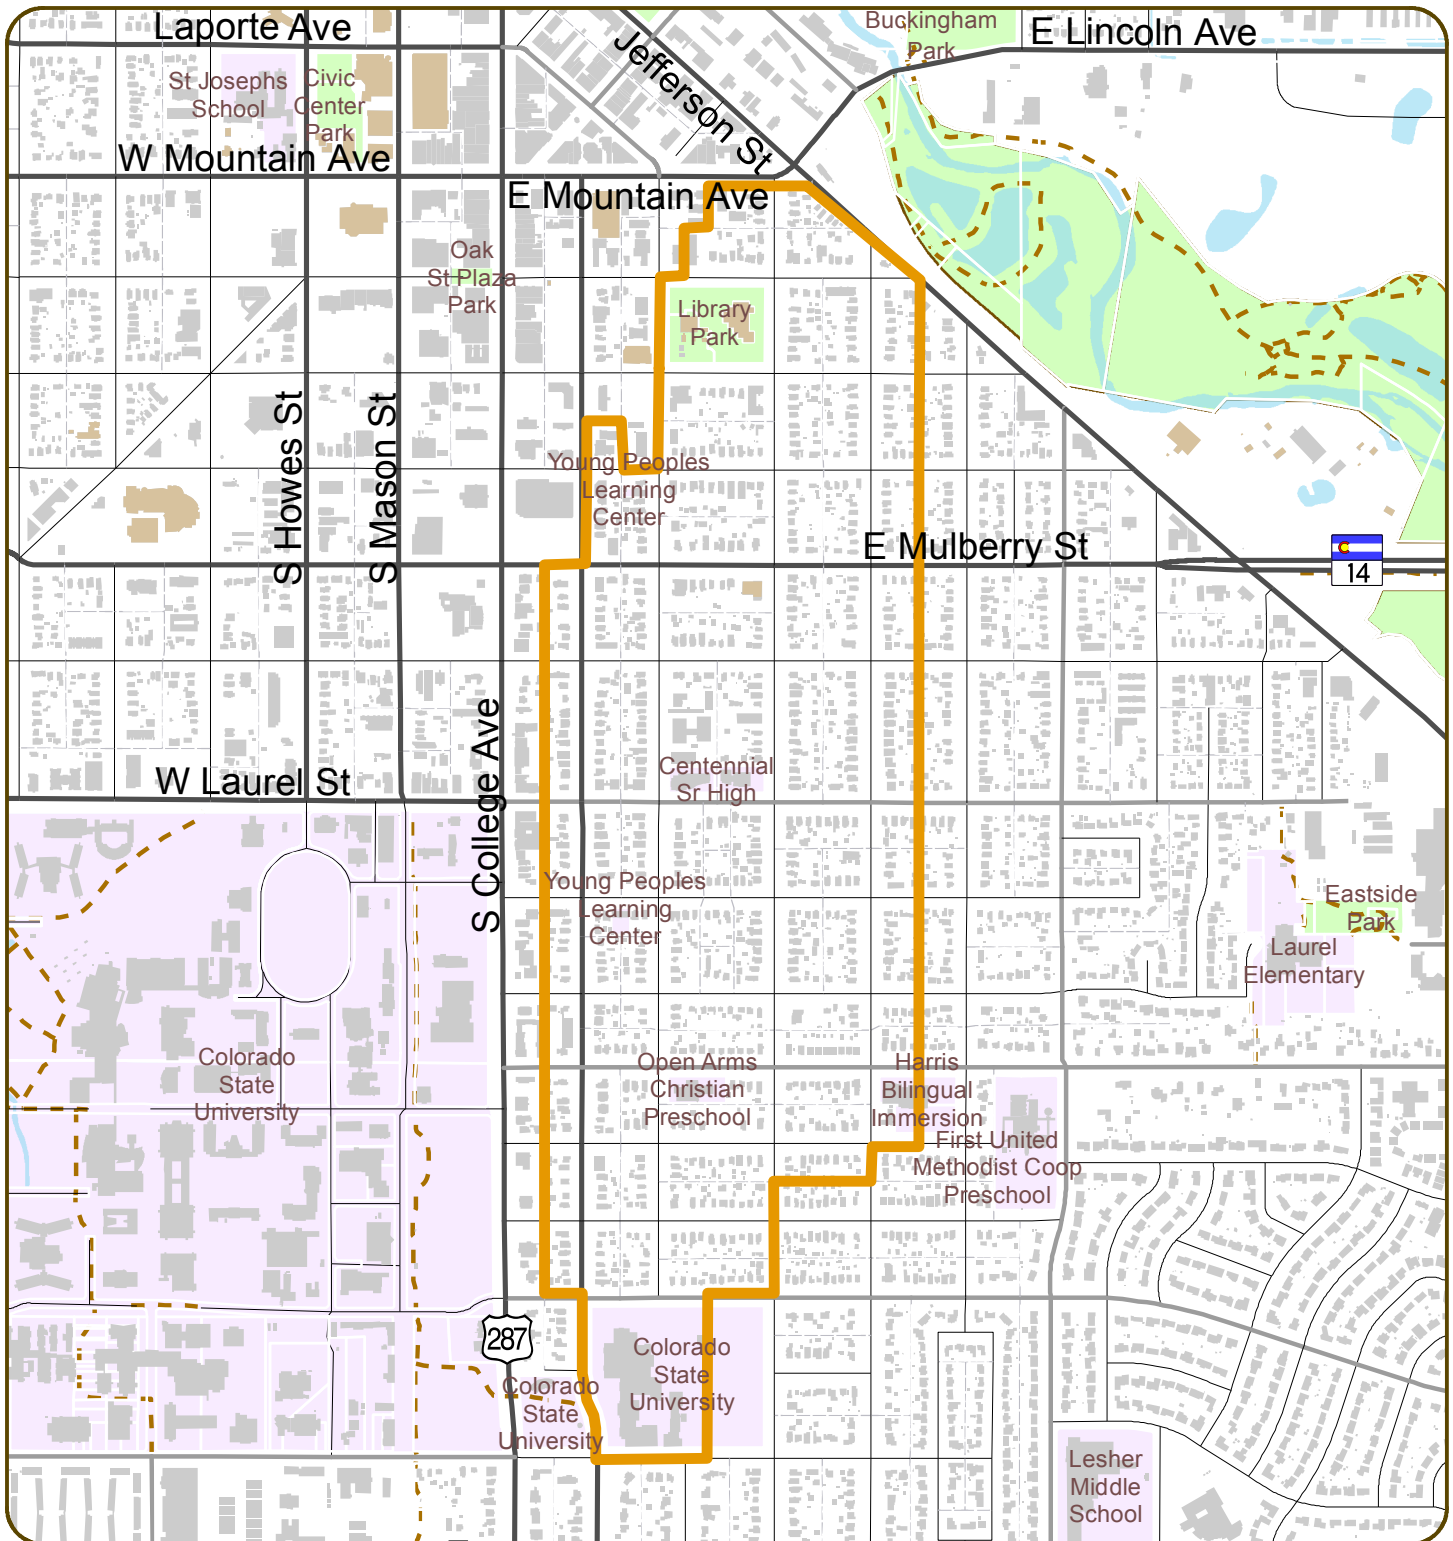 Laporte Ave
Buckingham
Park
E Lincoln Ave
Jefferson St
St Josephs
School
Civic
Center
Park
W Mountain Ave
E Mountain Ave
Oak
St Plaza
Park
Library
Park
S Howes St
S Mason St
Young Peoples
Learning
Center
E Mulberry St
14
S College Ave
W Laurel St
Centennial
Sr High
Young Peoples
Learning
Center
Eastside
Park
Laurel
Elementary
Colorado
State
University
Open Arms
Christian
Preschool
Harris
Bilingual
Immersion
First United
Methodist Coop
Preschool
287
Colorado
State
University
Colorado
State
University
Lesher
Middle
School